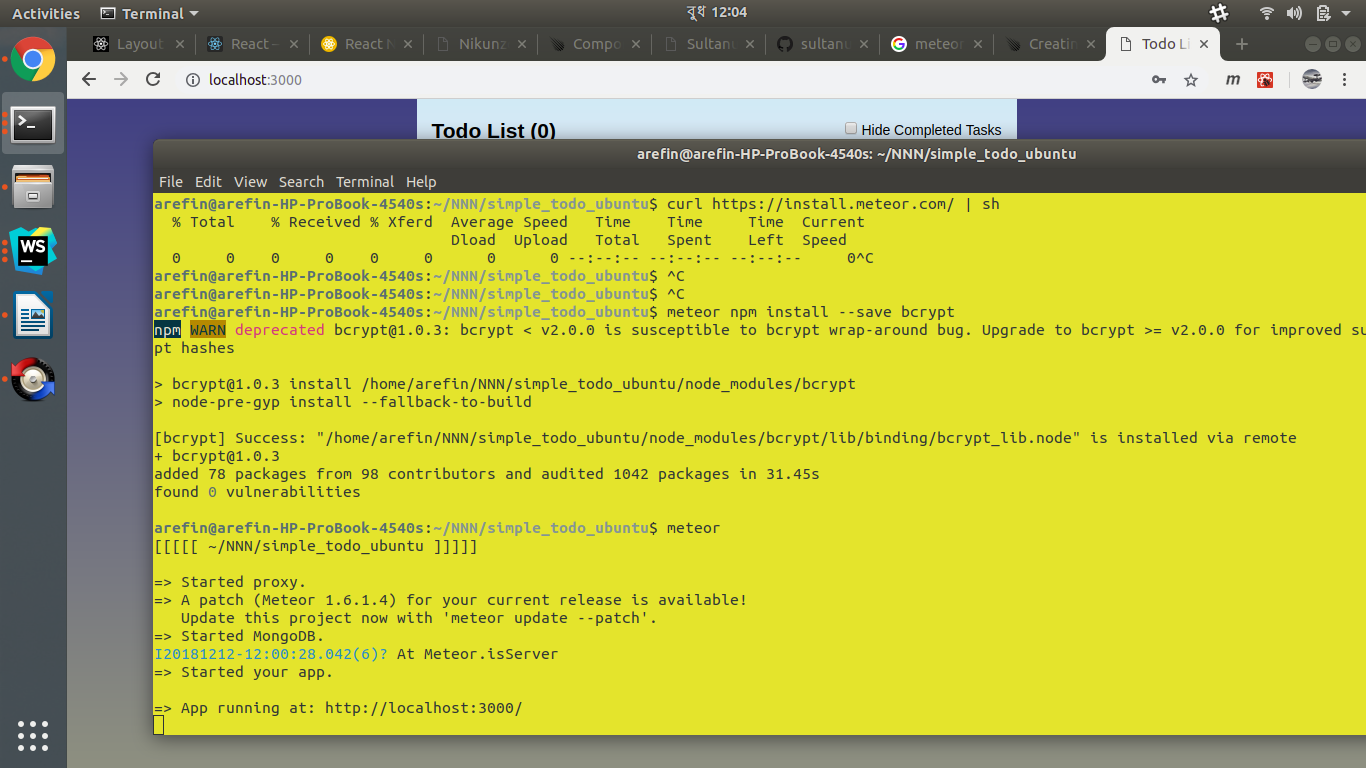 Activities Terminal বুধ 12:04
Layout React - React N Nikunz Compo Sultanu sultanu meteor Creatin Todo Li
localhost:3000 m
Todo List (0) Hide Completed Tasks
arefin@arefin-HP-ProBook-4540s: ~/NNN/simple_todo_ubuntu
File Edit View Search Terminal Help
arefin@arefin-HP-ProBook-4540s:~/NNN/simple_todo_ubuntu$ curl https://install.meteor.com/ | sh
% Total % Received % Xferd Average Speed Time Time Time Current
Dload Upload Total Spent Left Speed
0 0 0 0 0 0 0 0 --:--:-- --:--:-- --:--:-- 0^C
arefin@arefin-HP-ProBook-4540s:~/NNN/simple_todo_ubuntu$ ^C
arefin@arefin-HP-ProBook-4540s:~/NNN/simple_todo_ubuntu$ ^C
arefin@arefin-HP-ProBook-4540s:~/NNN/simple_todo_ubuntu$ meteor npm install --save bcrypt
npm WARN deprecated bcrypt@1.0.3: bcrypt < v2.0.0 is susceptible to bcrypt wrap-around bug. Upgrade to bcrypt >= v2.0.0 for improved su
pt hashes
> bcrypt@1.0.3 install /home/arefin/NNN/simple_todo_ubuntu/node_modules/bcrypt
> node-pre-gyp install --fallback-to-build
[bcrypt] Success: "/home/arefin/NNN/simple_todo_ubuntu/node_modules/bcrypt/lib/binding/bcrypt_lib.node" is installed via remote
+ bcrypt@1.0.3
added 78 packages from 98 contributors and audited 1042 packages in 31.45s
found 0 vulnerabilities
arefin@arefin-HP-ProBook-4540s:~/NNN/simple_todo_ubuntu$ meteor
[[[[[ ~/NNN/simple_todo_ubuntu ]]]]]
=> Started proxy.
=> A patch (Meteor 1.6.1.4) for your current release is available!
Update this project now with 'meteor update --patch'.
=> Started MongoDB.
I20181212-12:00:28.042(6)? At Meteor.isServer
=> Started your app.
=> App running at: http://localhost:3000/
WS